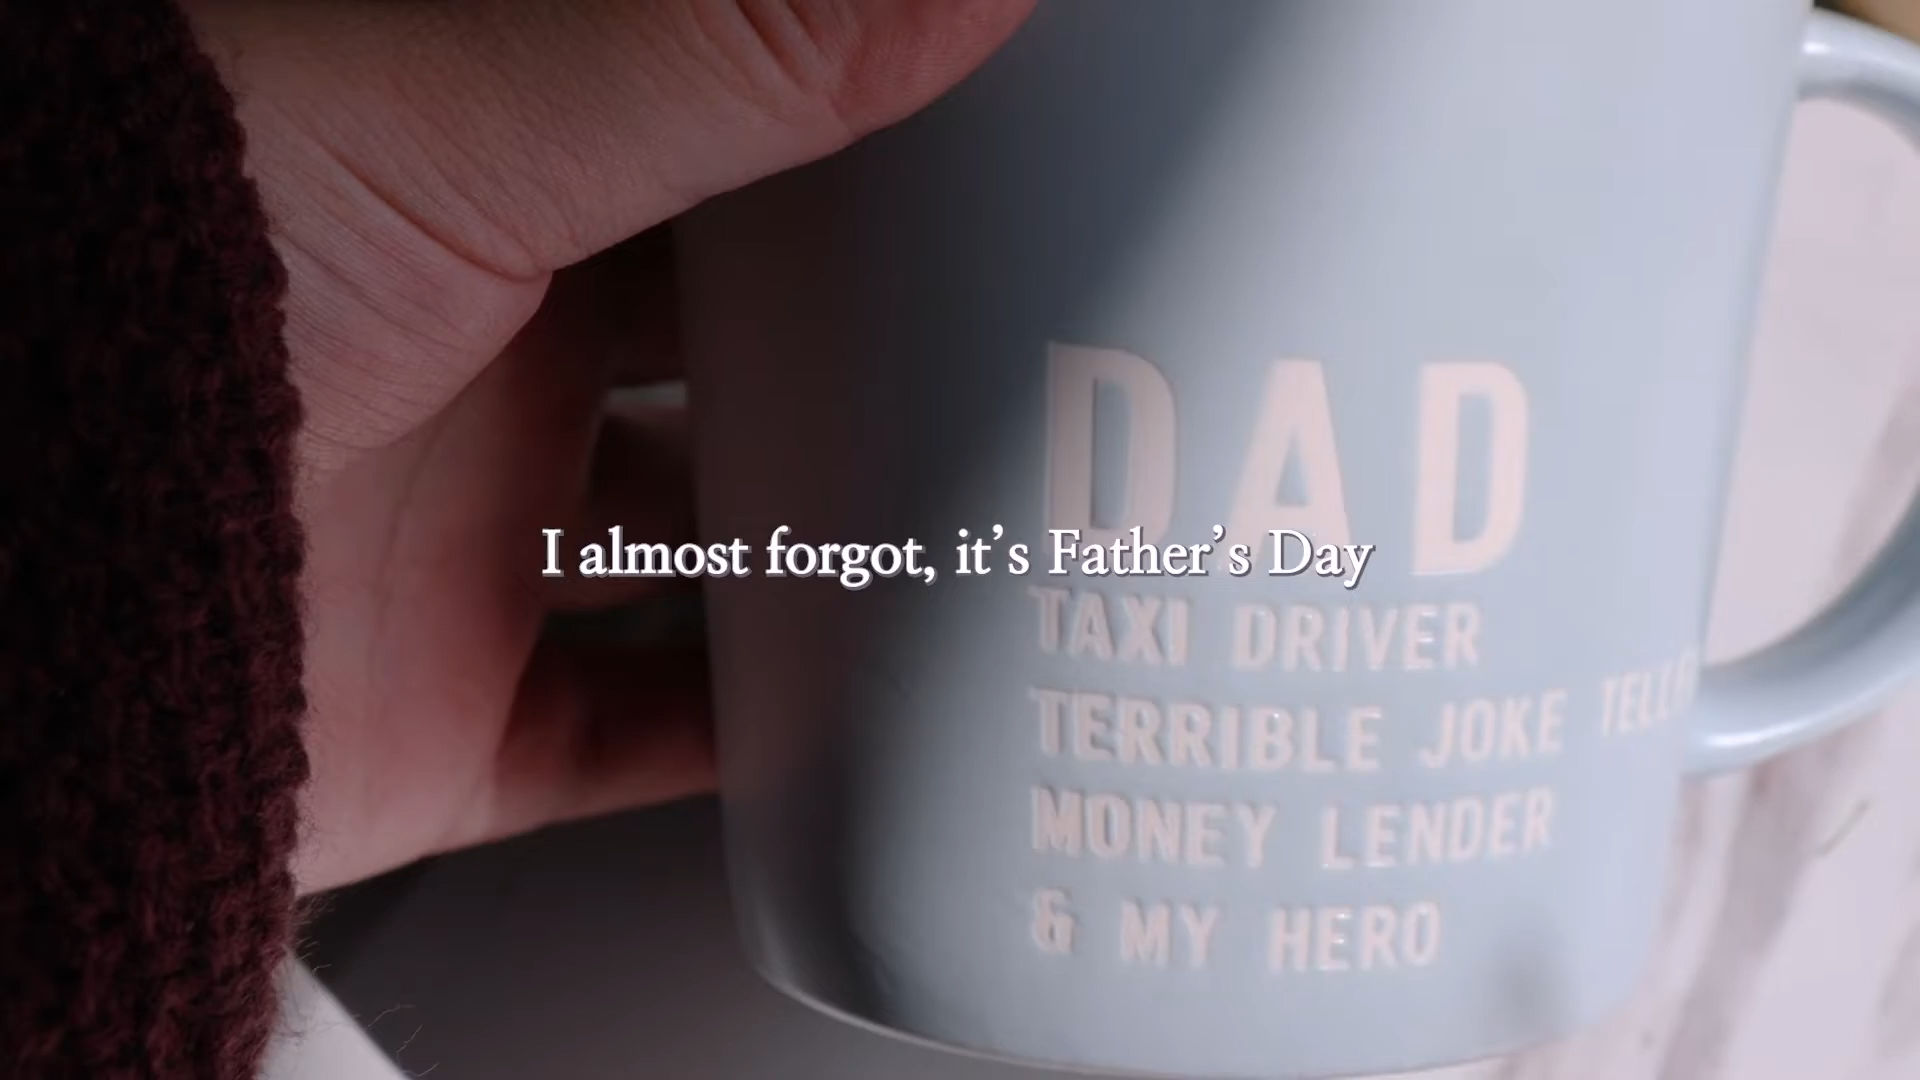 DAD
I almost forgot, it’s Father’s Day
TAXI DRIVER
TERRIBLE JOKE
MONEY LENDER
& MY HERO